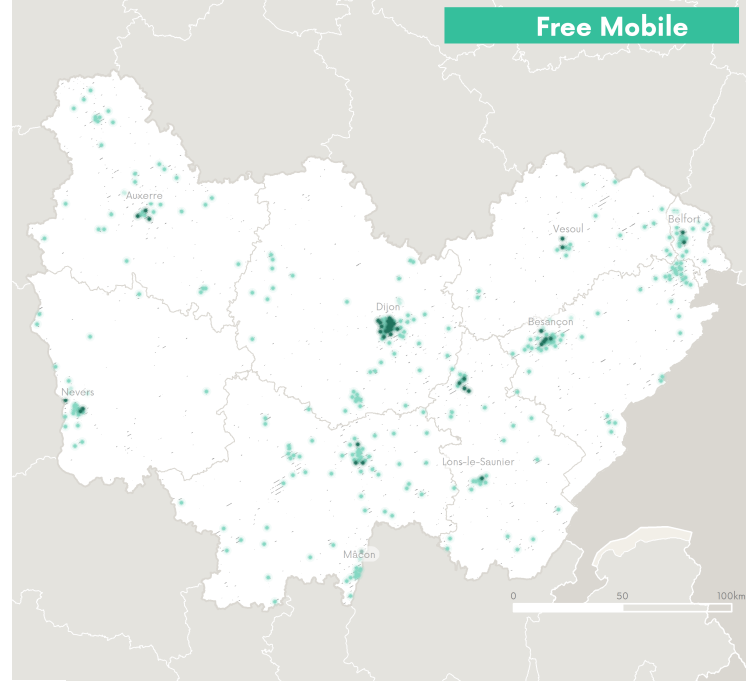 Free Mobile
Auxerre
Belfort
Vesoul
Dijon
Besançon
Nevers
Lons-le-Saunier
Mâcon
0 50 100km